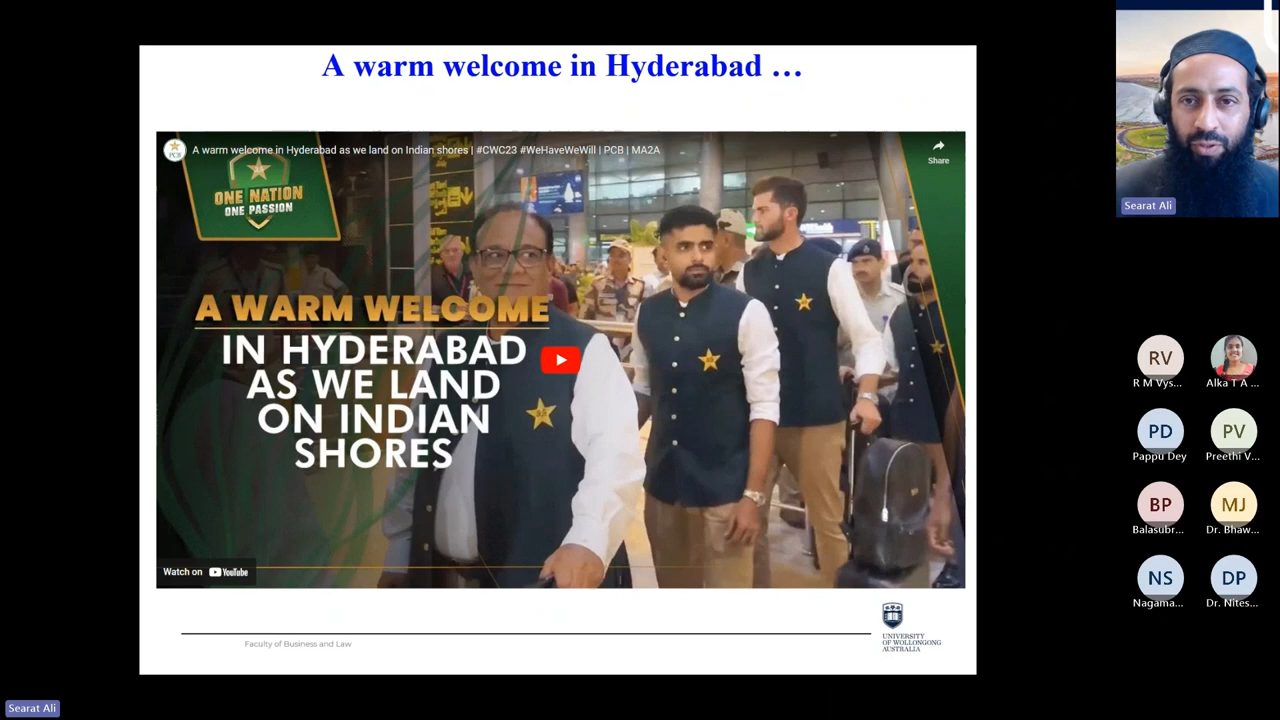 A warm welcome in Hyderabad …
PCB
A warm welcome in Hyderabad as we land on Indian shores | #CWC23 #WeHaveWeWill | PCB | MA2A
Share
ONE NATION
ONE PASSION
A WARM WELCOME
IN HYDERABAD
AS WE LAND
ON INDIAN
SHORES
Watch on YouTube
Faculty of Business and Law
UNIVERSITY
OF WOLLONGONG
AUSTRALIA
Searat Ali
RV
R M Vys...
Alka T A ...
PD
Pappu Dey
PV
Preethi V...
BP
Balasubr...
MJ
Dr. Bhaw...
NS
Nagama...
DP
Dr. Nites...
Searat Ali